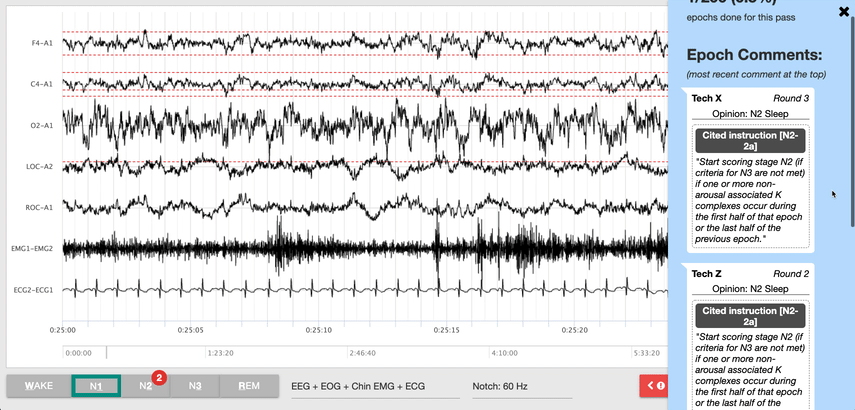 epochs done for this pass
Epoch Comments:
(most recent comment at the top)
Tech X Round 3
Opinion: N2 Sleep
Cited instruction [N2-
2a]
"Start scoring stage N2 (if
criteria for N3 are not met)
if one or more non-
arousal associated K
complexes occur during
the first half of that epoch
or the last half of the
previous epoch."
Tech Z Round 2
Opinion: N2 Sleep
Cited instruction [N2-
2a]
"Start scoring stage N2 (if
criteria for N3 are not met)
if one or more non-
arousal associated K
complexes occur during
the first half of that epoch
or the last half of the
F4-A1
C4-A1
O2-A1
LOC-A2
ROC-A1
EMG1-EMG2
ECG2-ECG1
0:25:00 0:25:05 0:25:10 0:25:15 0:25:20
0:00:00 1:23:20 2:46:40 4:10:00 5:33:20
WAKE N1 N2 2 N3 REM EEG + EOG + Chin EMG + ECG Notch: 60 Hz